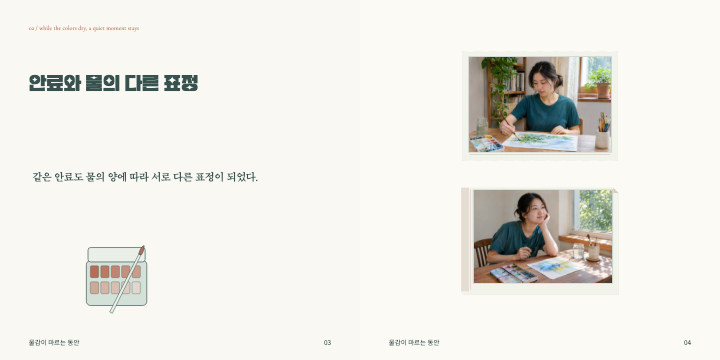 02 / while the colors dry, a quiet moment stays
안료와 물의 다른 표정
같은 안료도 물의 양에 따라 서로 다른 표정이 되었다.
물감이 마르는 동안
03
물감이 마르는 동안
04